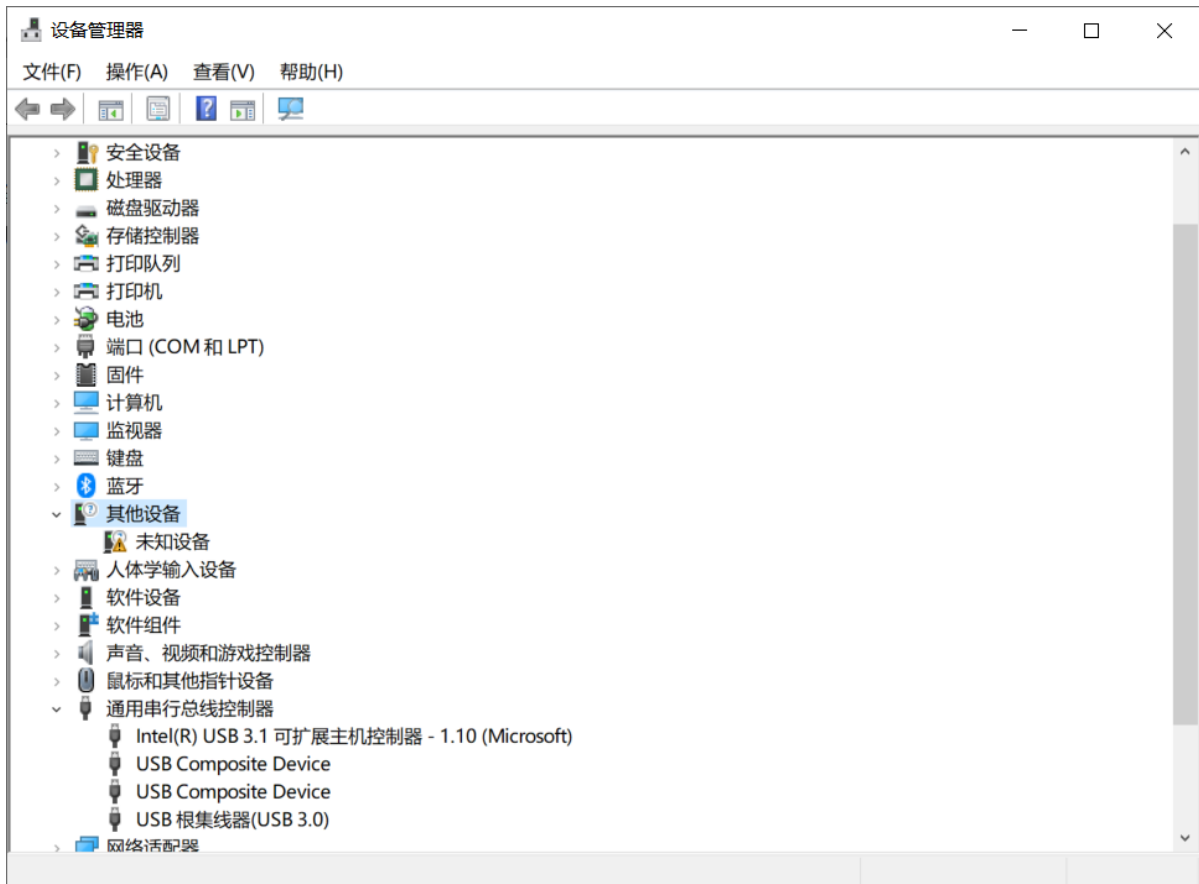 设备管理器
文件(F) 操作(A) 查看(V) 帮助(H)
安全设备
处理器
磁盘驱动器
存储控制器
打印队列
打印机
电池
端口 (COM 和 LPT)
固件
计算机
监视器
键盘
蓝牙
其他设备
未知设备
人体学输入设备
软件设备
软件组件
声音、视频和游戏控制器
鼠标和其他指针设备
通用串行总线控制器
Intel(R) USB 3.1 可扩展主机控制器 - 1.10 (Microsoft)
USB Composite Device
USB Composite Device
USB 根集线器(USB 3.0)
网络适配器